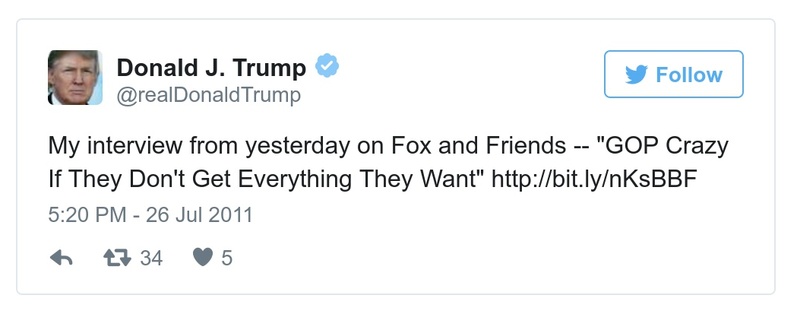 Donald J. Trump
@realDonaldTrump
Follow
My interview from yesterday on Fox and Friends -- "GOP Crazy
If They Don't Get Everything They Want" http://bit.ly/nKsBBF
5:20 PM - 26 Jul 2011
34 5